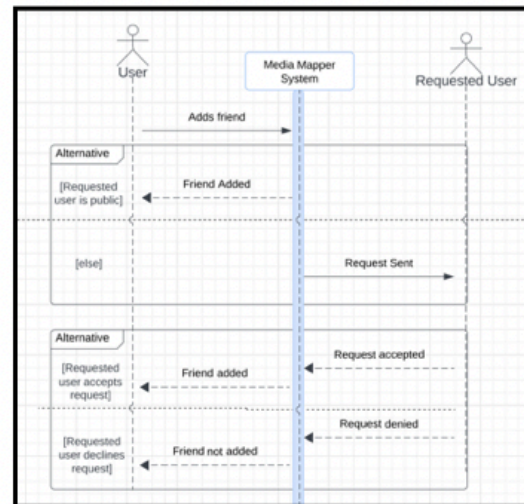 User
Media Mapper
System
Requested User
Adds friend
Alternative
[Requested
user is public]
Friend Added
[else]
Request Sent
Alternative
Request accepted
[Requested
user accepts
request]
Friend added
Request denied
[Requested
user declines
request]
Friend not added